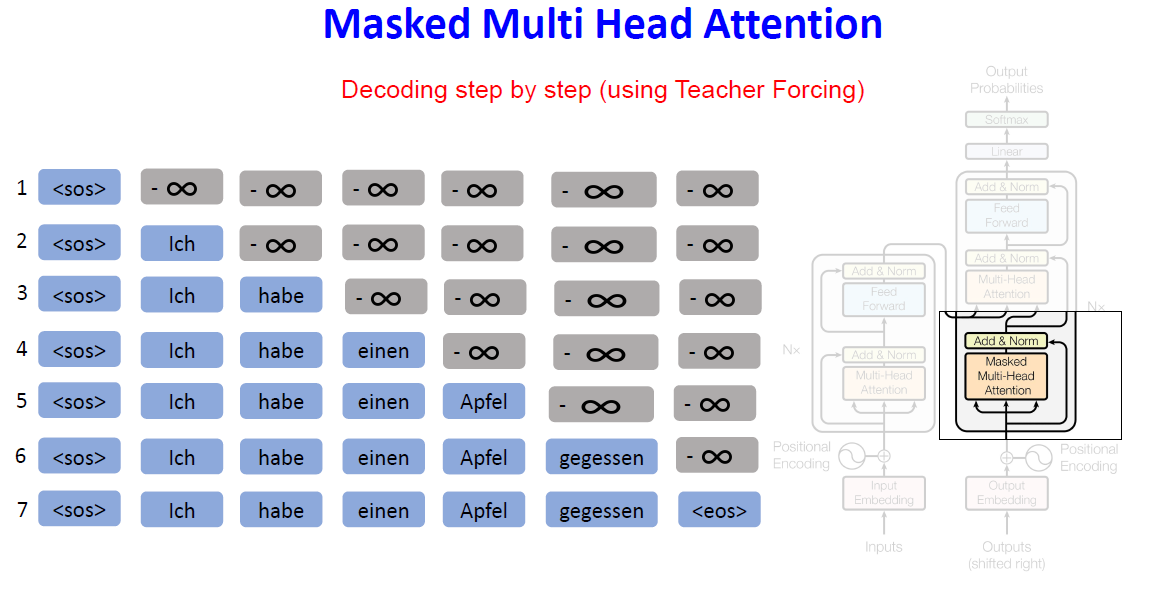 Masked Multi Head Attention
Decoding step by step (using Teacher Forcing)
1 <sos> - ∞ - ∞ - ∞ - ∞ - ∞ - ∞
2 <sos> Ich - ∞ - ∞ - ∞ - ∞ - ∞
3 <sos> Ich habe - ∞ - ∞ - ∞ - ∞
4 <sos> Ich habe einen - ∞ - ∞ - ∞
5 <sos> Ich habe einen Apfel - ∞ - ∞
6 <sos> Ich habe einen Apfel gegessen - ∞
7 <sos> Ich habe einen Apfel gegessen <eos>
Output
Probabilities
Softmax
Linear
Add & Norm
Feed
Forward
Add & Norm
Multi-Head
Attention
N×
Add & Norm
Masked
Multi-Head
Attention
Positional
Encoding
Output
Embedding
Outputs
(shifted right)
Add & Norm
Feed
Forward
N×
Add & Norm
Multi-Head
Attention
Positional
Encoding
Input
Embedding
Inputs